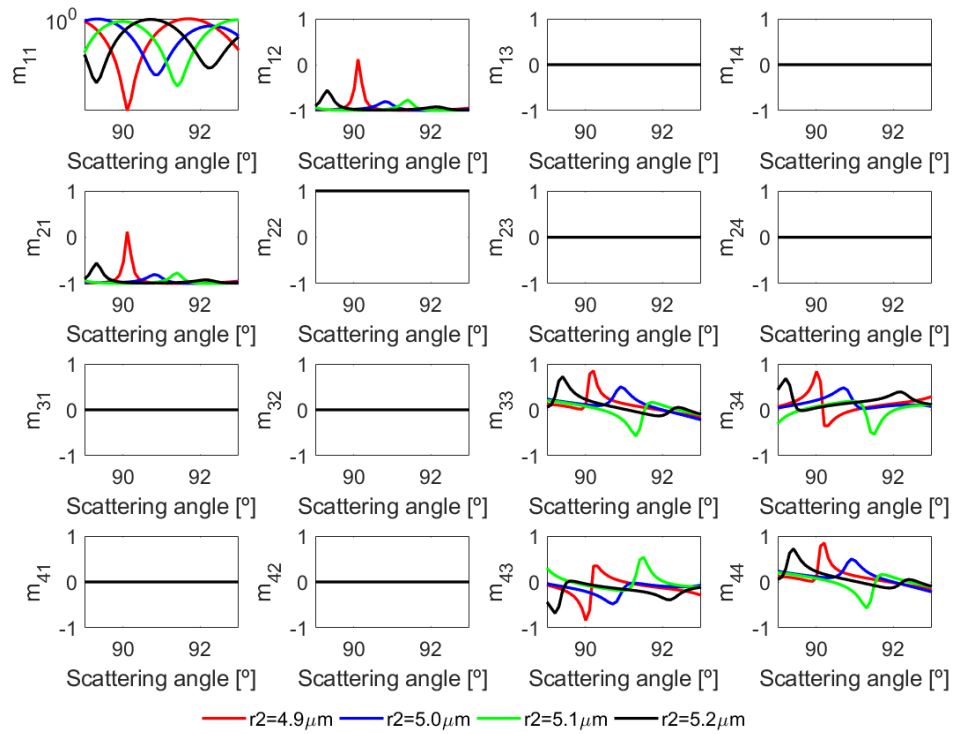 10⁰
m₁₁
90 92
Scattering angle [º]
1
0
-1
m₁₂
90 92
Scattering angle [º]
1
0
-1
m₁₃
90 92
Scattering angle [º]
1
0
-1
m₁₄
90 92
Scattering angle [º]
1
0
-1
m₂₁
90 92
Scattering angle [º]
1
0
-1
m₂₂
90 92
Scattering angle [º]
1
0
-1
m₂₃
90 92
Scattering angle [º]
1
0
-1
m₂₄
90 92
Scattering angle [º]
1
0
-1
m₃₁
90 92
Scattering angle [º]
1
0
-1
m₃₂
90 92
Scattering angle [º]
1
0
-1
m₃₃
90 92
Scattering angle [º]
1
0
-1
m₃₄
90 92
Scattering angle [º]
1
0
-1
m₄₁
90 92
Scattering angle [º]
1
0
-1
m₄₂
90 92
Scattering angle [º]
1
0
-1
m₄₃
90 92
Scattering angle [º]
1
0
-1
m₄₄
90 92
Scattering angle [º]
r2=4.9μm r2=5.0μm r2=5.1μm r2=5.2μm